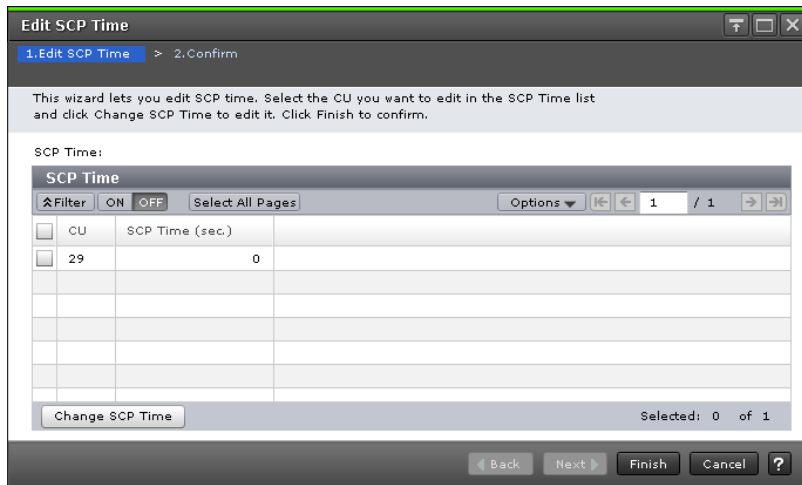 Edit SCP Time
1.Edit SCP Time > 2.Confirm
This wizard lets you edit SCP time. Select the CU you want to edit in the SCP Time list
and click Change SCP Time to edit it. Click Finish to confirm.
SCP Time:
SCP Time
Filter ON OFF Select All Pages Options 1 / 1
CU SCP Time (sec.)
29 0
Change SCP Time Selected: 0 of 1
Back Next Finish Cancel ?